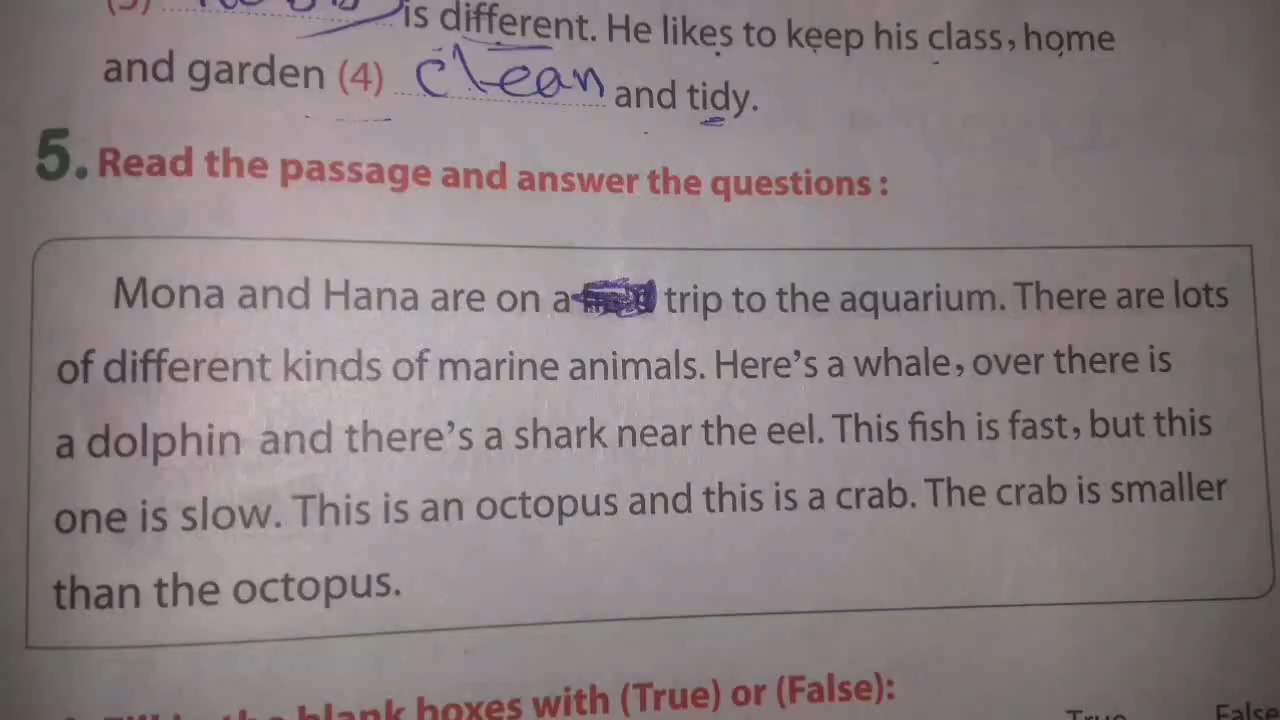 is different. He likes to keep his class, home
and garden (4) clean and tidy.
5. Read the passage and answer the questions :
Mona and Hana are on a trip to the aquarium. There are lots
of different kinds of marine animals. Here's a whale, over there is
a dolphin and there's a shark near the eel. This fish is fast, but this
one is slow. This is an octopus and this is a crab. The crab is smaller
than the octopus.
the blank boxes with (True) or (False):
True False